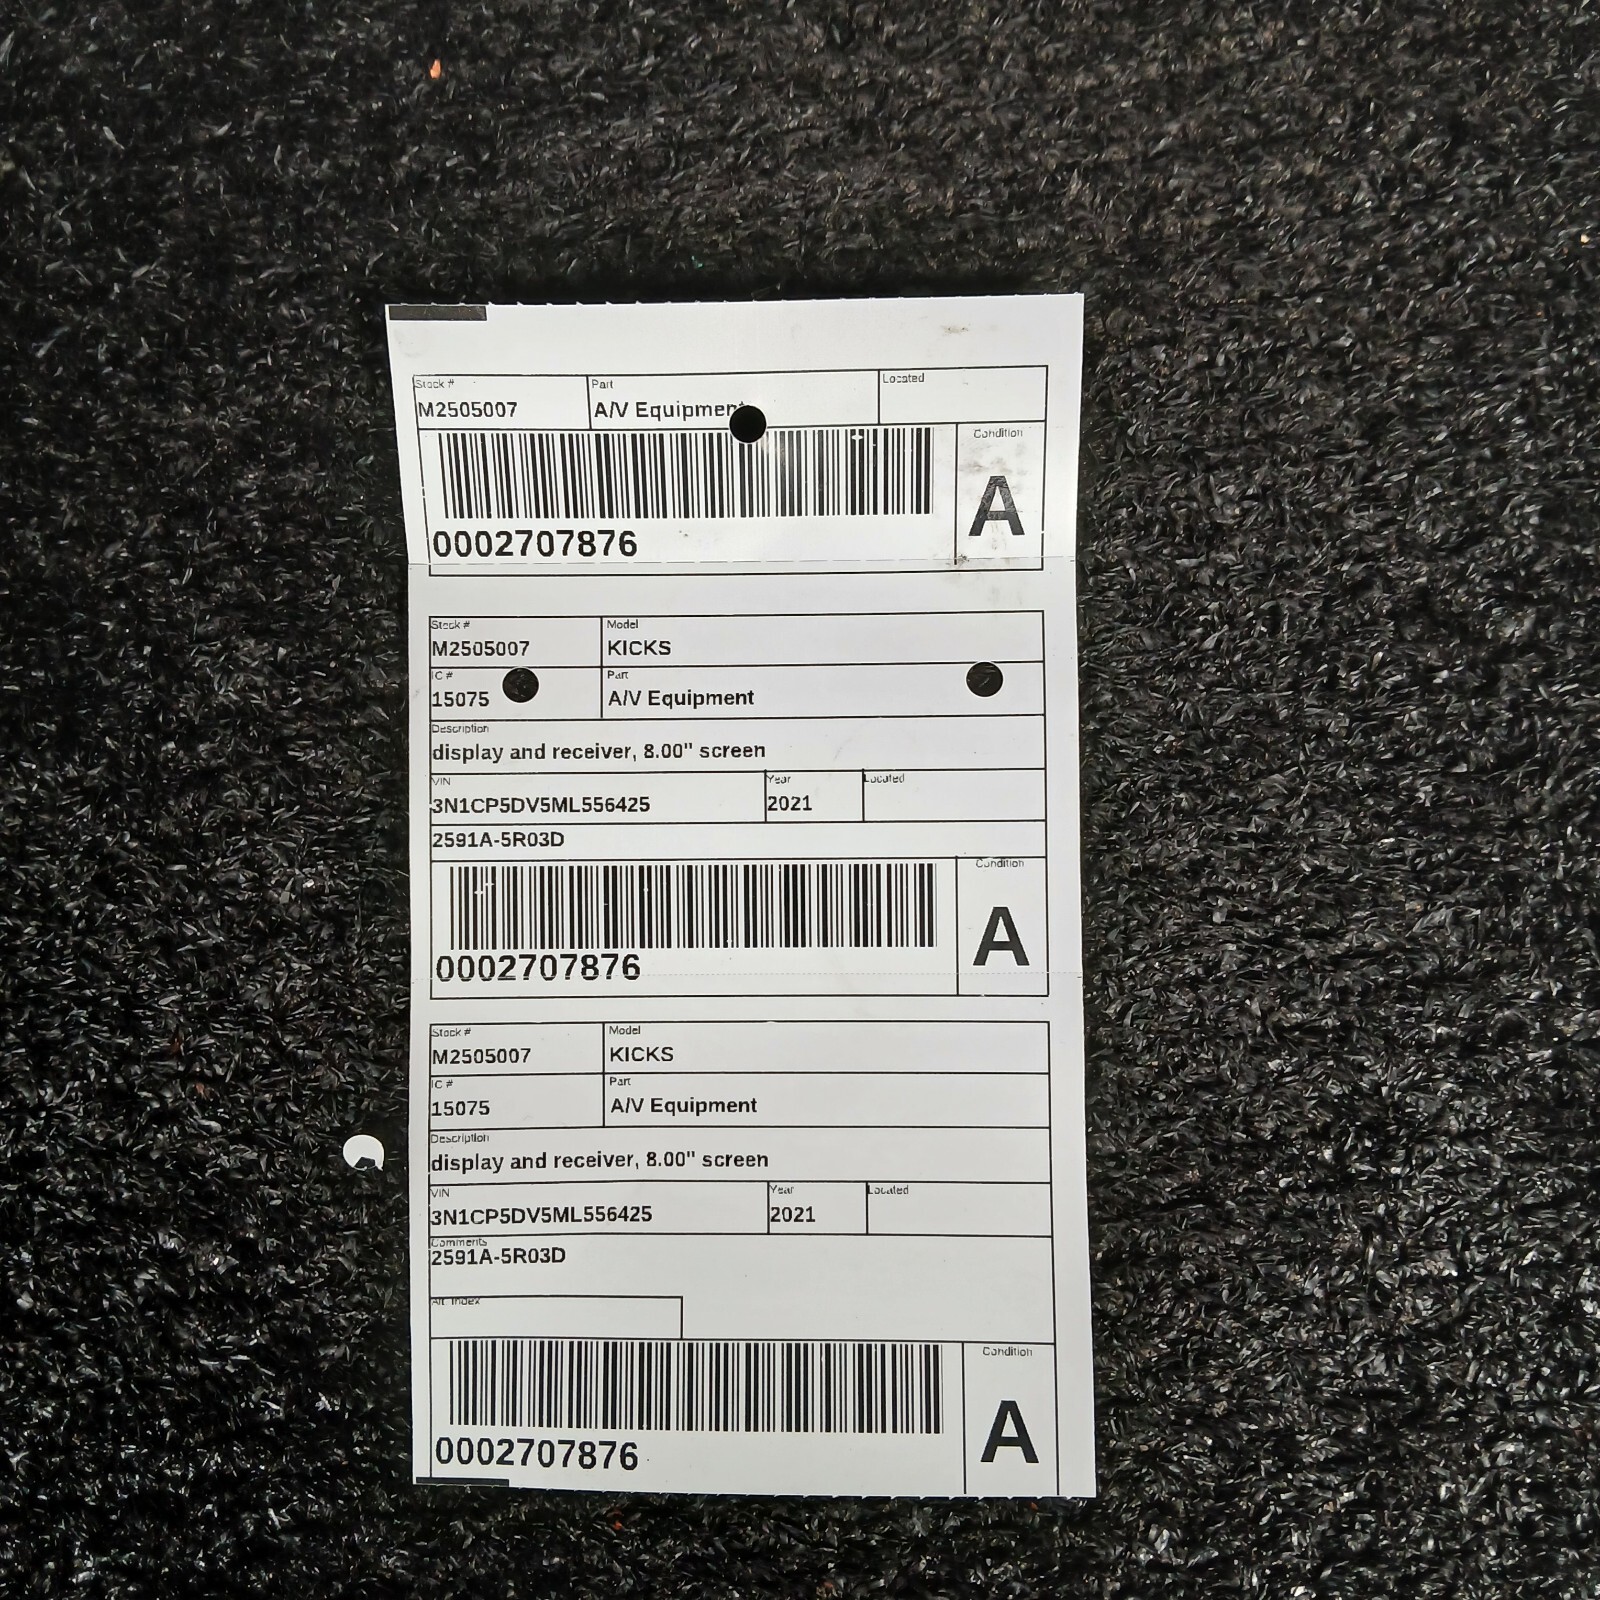 Stock # Part Located
M2505007 A/V Equipment
Condition
A
0002707876
Stock # Model
M2505007 KICKS
IC # Part
15075 A/V Equipment
Description
display and receiver, 8.00" screen
VIN Year Located
3N1CP5DV5ML556425 2021
2591A-5R03D
Condition
A
0002707876
Stock # Model
M2505007 KICKS
IC # Part
15075 A/V Equipment
Description
display and receiver, 8.00" screen
VIN Year Located
3N1CP5DV5ML556425 2021
Comments
2591A-5R03D
Alt. Index
Condition
A
0002707876